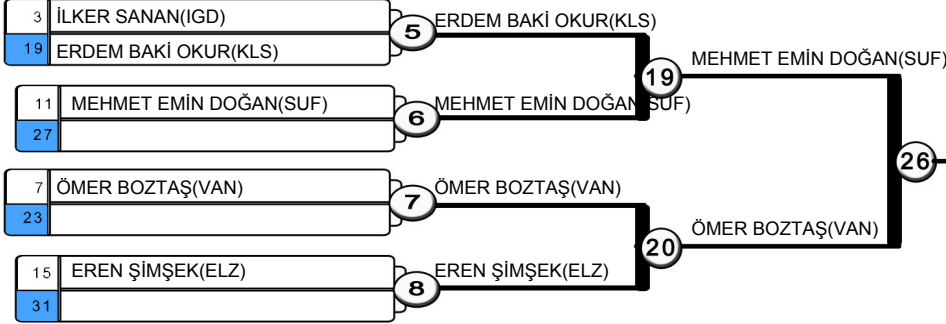 3 İLKER SANAN(IGD)
19 ERDEM BAKİ OKUR(KLS)
5 ERDEM BAKİ OKUR(KLS)
19 MEHMET EMİN DOĞAN(SUF)
11 MEHMET EMİN DOĞAN(SUF)
27
6 MEHMET EMİN DOĞAN(SUF)
26
7 ÖMER BOZTAŞ(VAN)
23
7 ÖMER BOZTAŞ(VAN)
20 ÖMER BOZTAŞ(VAN)
15 EREN ŞİMŞEK(ELZ)
31
8 EREN ŞİMŞEK(ELZ)